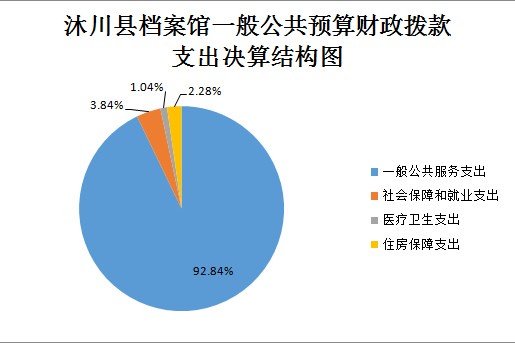 沐川县档案馆一般公共预算财政拨款
支出决算结构图
1.04%
2.28%
3.84%
92.84%
一般公共服务支出
社会保障和就业支出
医疗卫生支出
住房保障支出